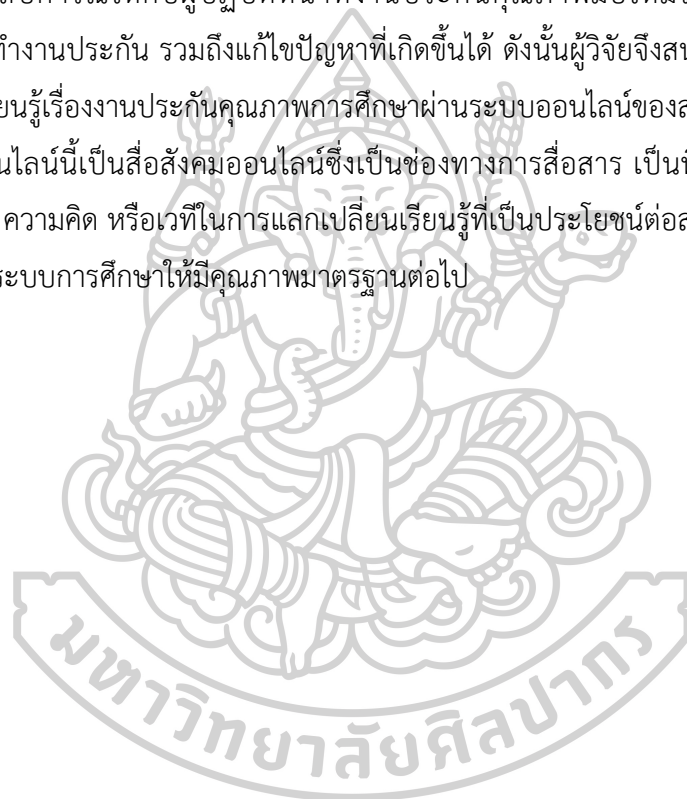 ทำงานประกัน รวมถึงแก้ไขปัญหาที่เกิดขึ้นได้ ดังนั้นผู้วิจัยจึงสน
ยนรู้เรื่องงานประกันคุณภาพการศึกษาผ่านระบบออนไลน์ของส
นไลน์นี้เป็นสื่อสังคมออนไลน์ซึ่งเป็นช่องทางการสื่อสาร เป็น
ความคิด หรือเวทีในการแลกเปลี่ยนเรียนรู้ที่เป็นประโยชน์ต่อส
ระบบการศึกษาให้มีคุณภาพมาตรฐานต่อไป
มหาวิทยาลัยศิลปากร